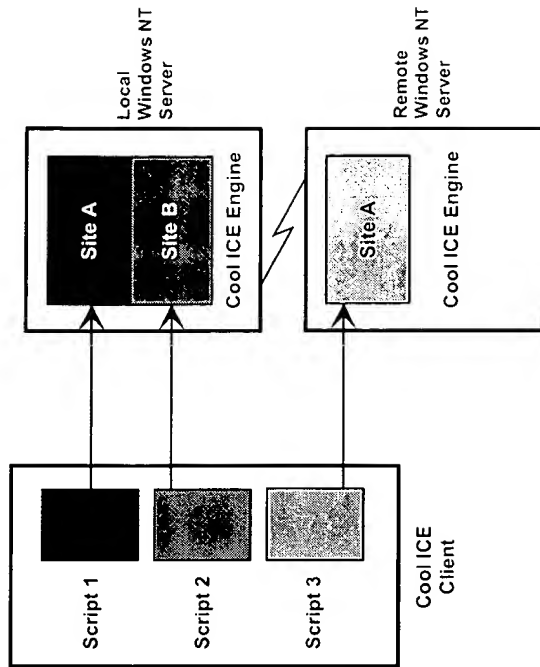 Script 1
Script 2
Script 3
Cool ICE
Client
Site A
Site B
Cool ICE Engine
Local
Windows NT
Server
Site A
Cool ICE Engine
Remote
Windows NT
Server